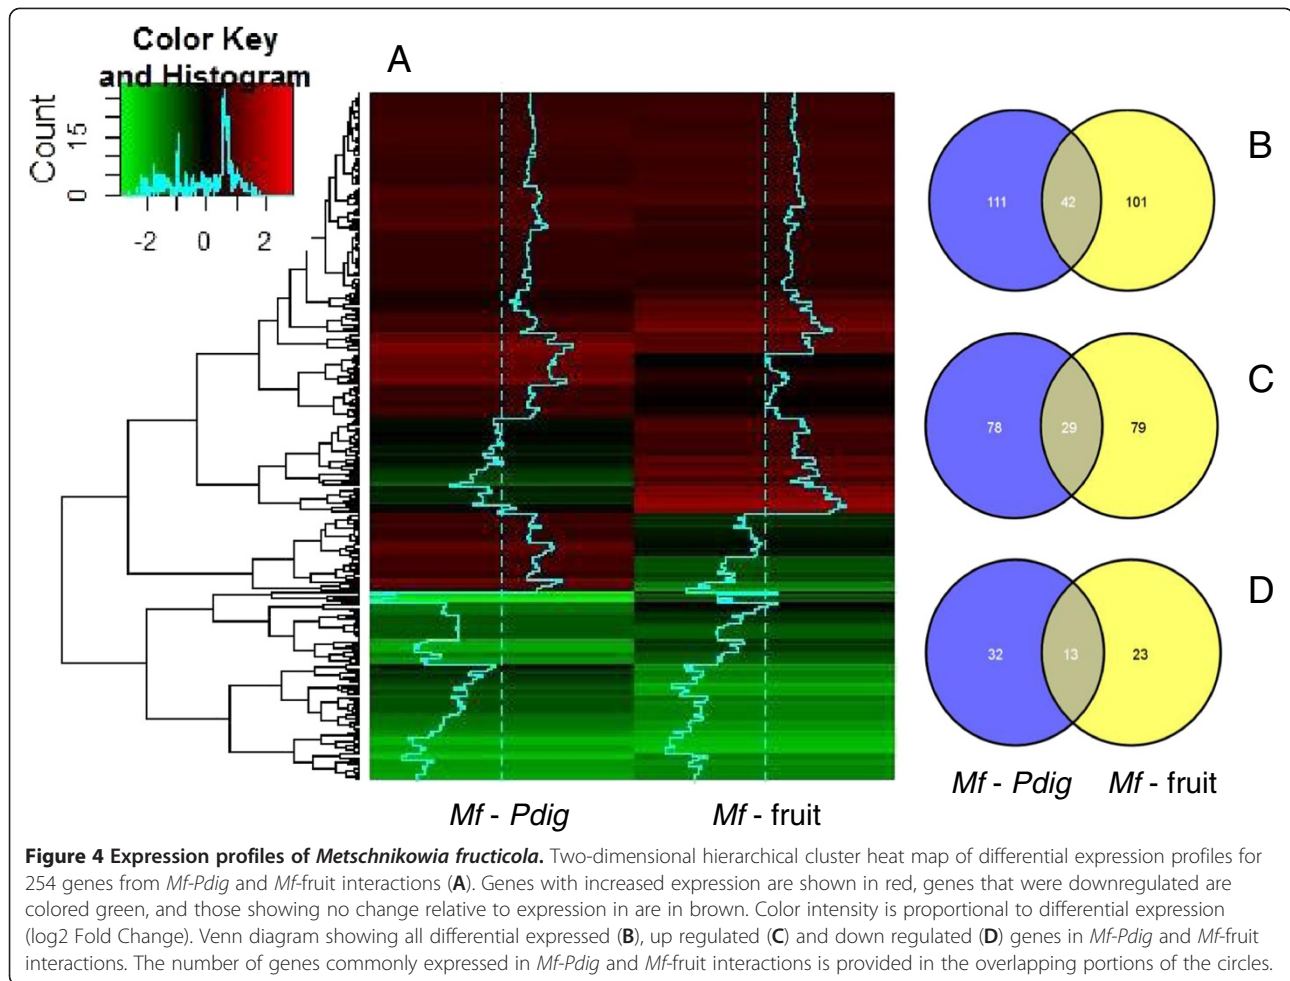 Color Key
and Histogram
Count
0
15
-2 0 2
A
B
111 42 101
C
78 29 79
D
32 13 23
Mf - Pdig Mf - fruit
Mf - Pdig Mf - fruit
Figure 4 Expression profiles of Metschnikowia fructicola. Two-dimensional hierarchical cluster heat map of differential expression profiles for
254 genes from Mf-Pdig and Mf-fruit interactions (A). Genes with increased expression are shown in red, genes that were downregulated are
colored green, and those showing no change relative to expression in are in brown. Color intensity is proportional to differential expression
(log2 Fold Change). Venn diagram showing all differential expressed (B), up regulated (C) and down regulated (D) genes in Mf-Pdig and Mf-fruit
interactions. The number of genes commonly expressed in Mf-Pdig and Mf-fruit interactions is provided in the overlapping portions of the circles.